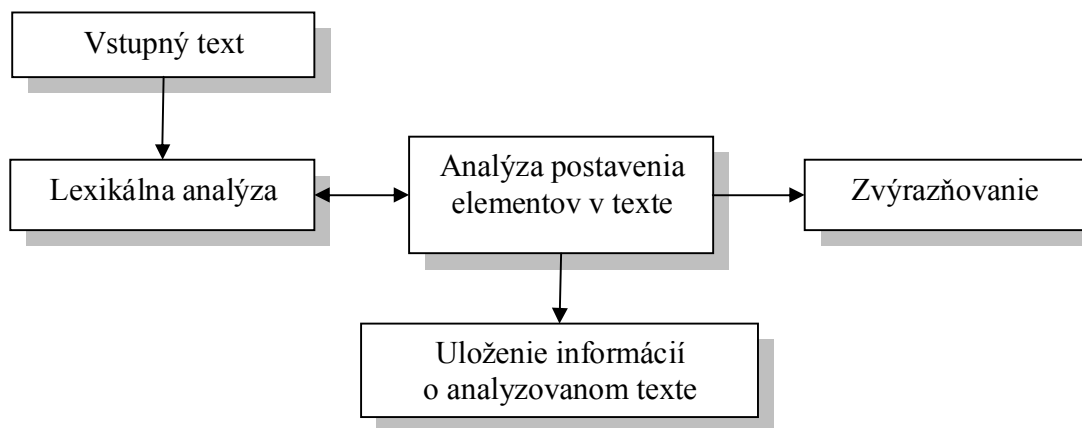 Vstupný text
Lexikálna analýza
Analýza postavenia
elementov v texte
Zvýrazňovanie
Uloženie informácií
o analyzovanom texte